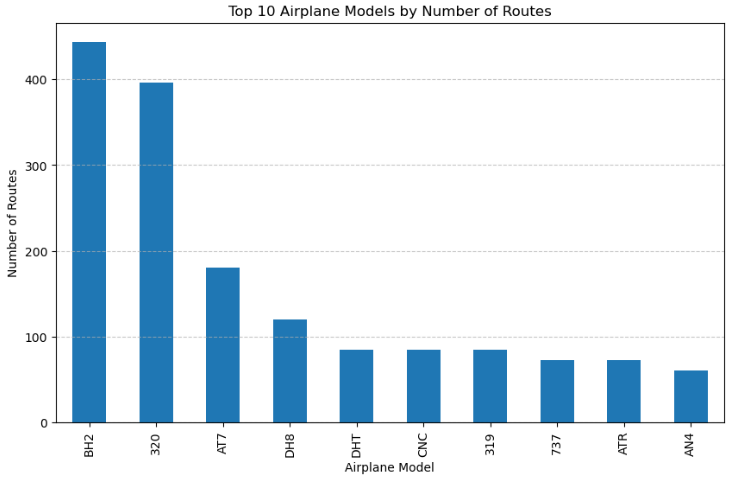 Top 10 Airplane Models by Number of Routes
Number of Routes
400
300
200
100
0
BH2
320
AT7
DH8
DHT
CNC
319
737
ATR
AN4
Airplane Model